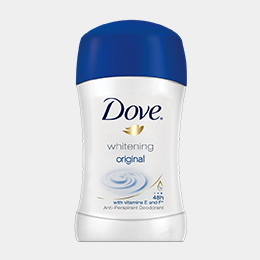 Dove
whitening
original
48h
with vitamins E and F*
Anti-Perspirant Deodorant